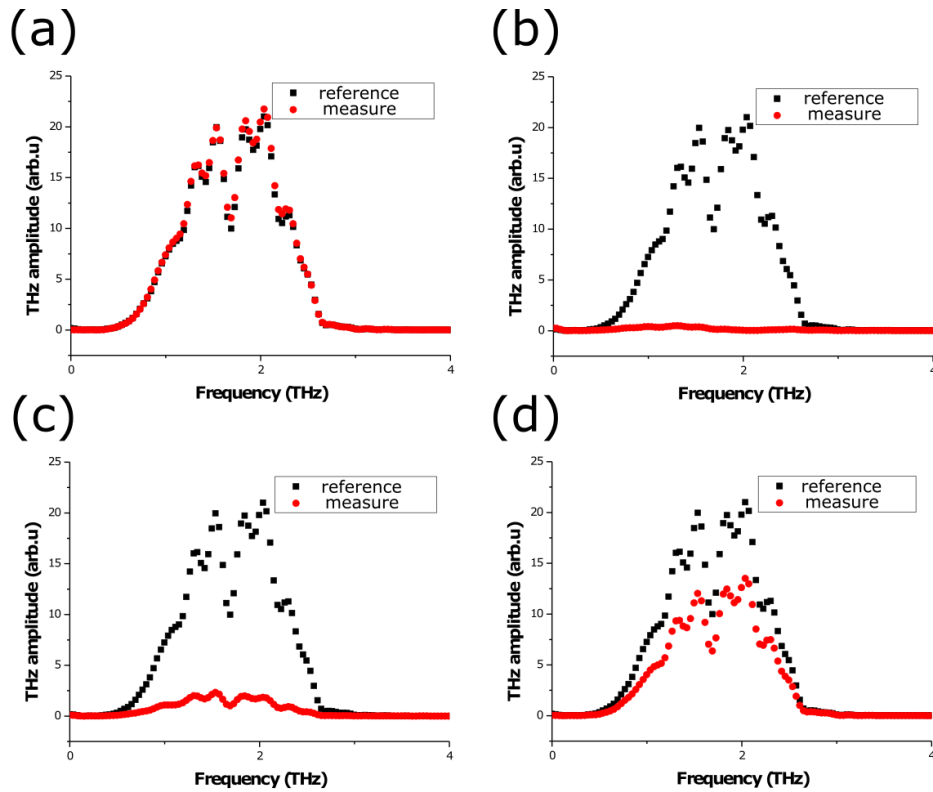 (a)
25
20
15
10
5
0
THz amplitude (arb.u)
reference
measure
0
2
4
Frequency (THz)
(b)
25
20
15
10
5
0
THz amplitude (arb.u)
reference
measure
0
2
4
Frequency (THz)
(c)
25
20
15
10
5
0
THz amplitude (arb.u)
reference
measure
0
2
4
Frequency (THz)
(d)
25
20
15
10
5
0
THz amplitude (arb.u)
reference
measure
0
2
4
Frequency (THz)